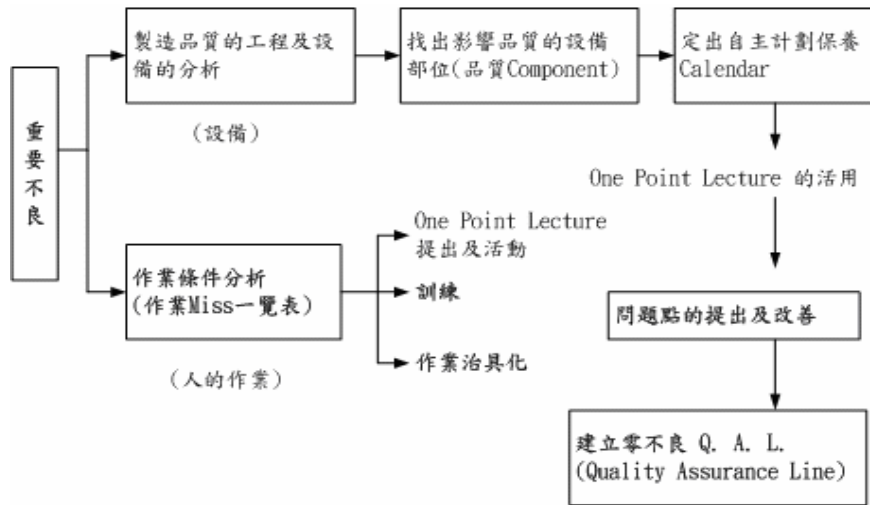 製造品質的工程及設
備的分析
找出影響品質的設備
部位(品質Component)
定出自主計劃保養
Calendar
重要不良
(設備)
One Point Lecture 的活用
One Point Lecture
提出及活動
作業條件分析
(作業Miss一覽表)
訓練
問題點的提出及改善
作業治具化
(人的作業)
建立零不良 Q. A. L.
(Quality Assurance Line)